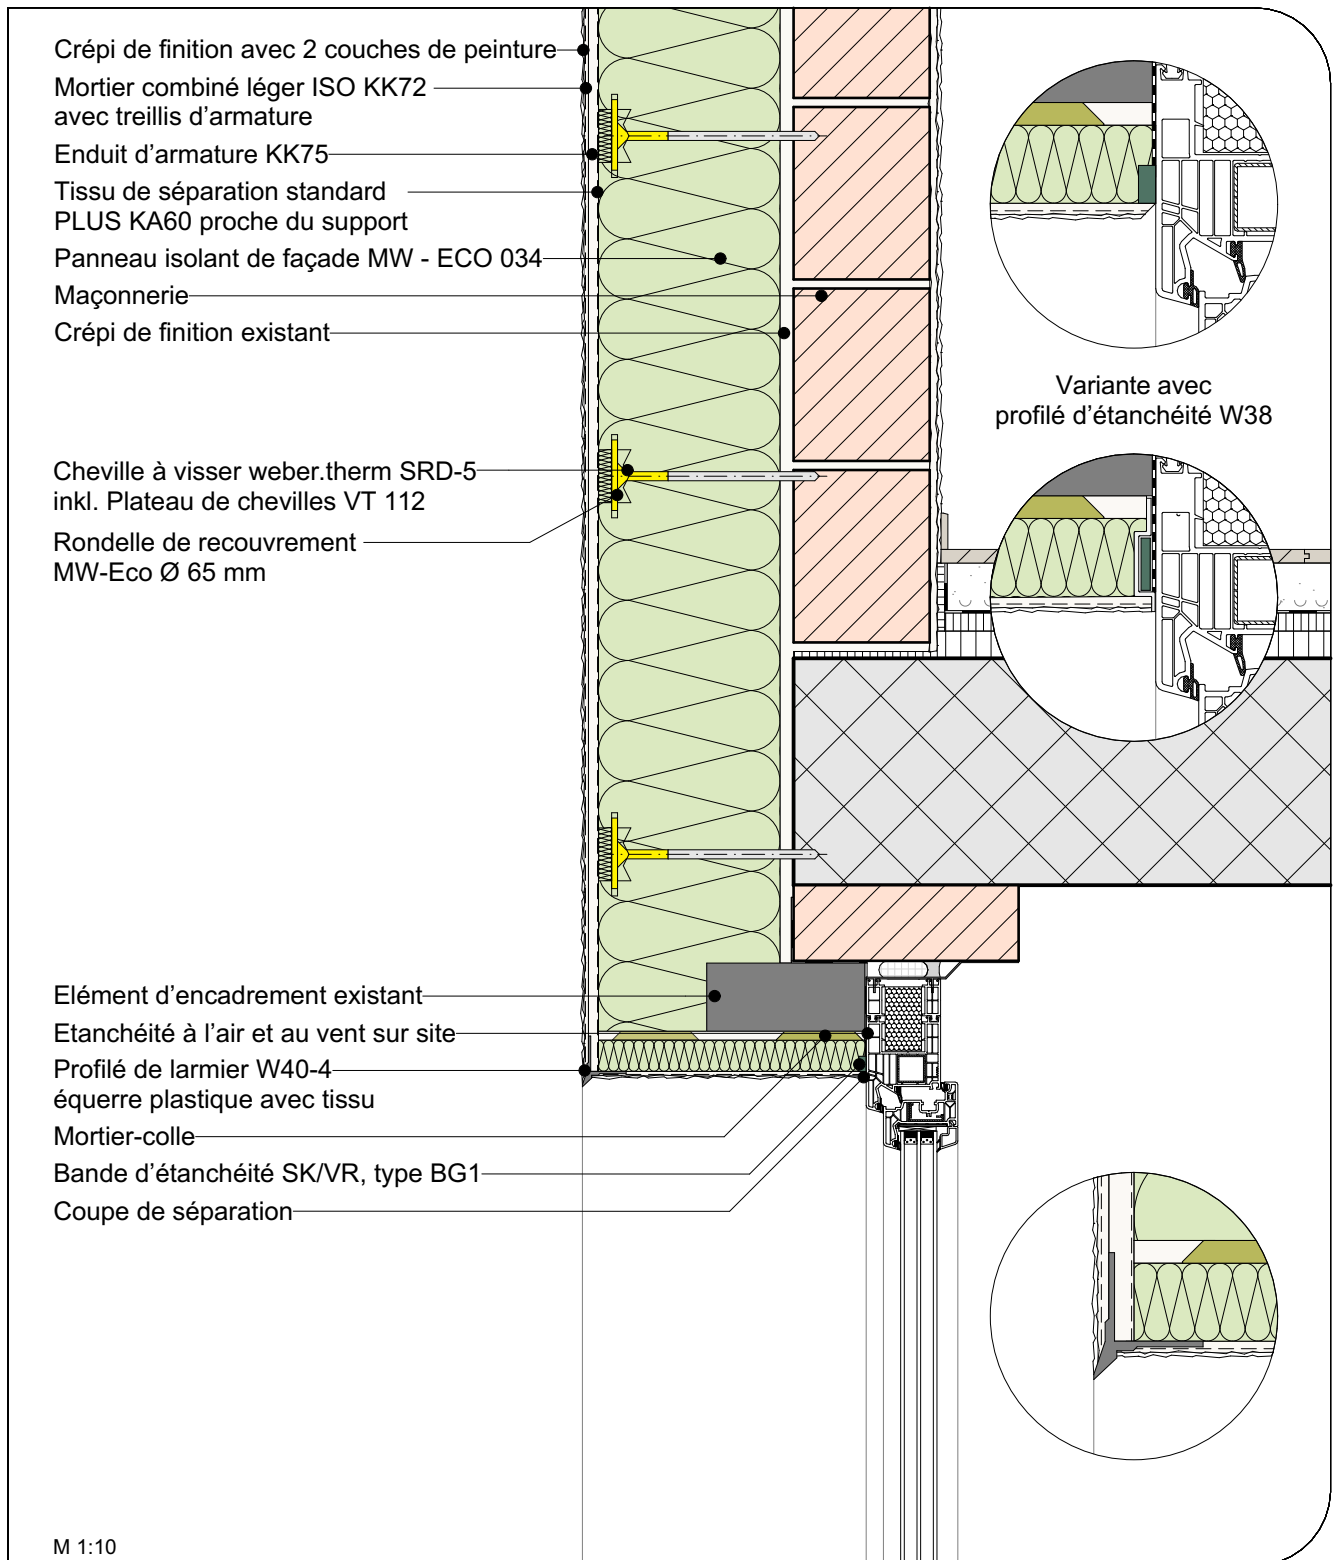 Crépi de finition avec 2 couches de peinture
Mortier combiné léger ISO KK72
avec treillis d'armature
Enduit d'armature KK75
Tissu de séparation standard
PLUS KA60 proche du support
Panneau isolant de façade MW - ECO 034
Maçonnerie
Crépi de finition existant
Variante avec
profilé d'étanchéité W38
Cheville à visser weber.therm SRD-5
inkl. Plateau de chevilles VT 112
Rondelle de recouvrement
MW-Eco Ø 65 mm
Elément d'encadrement existant
Etanchéité à l'air et au vent sur site
Profilé de larmier W40-4
équerre plastique avec tissu
Mortier-colle
Bande d'étanchéité SK/VR, type BG1
Coupe de séparation
M 1:10